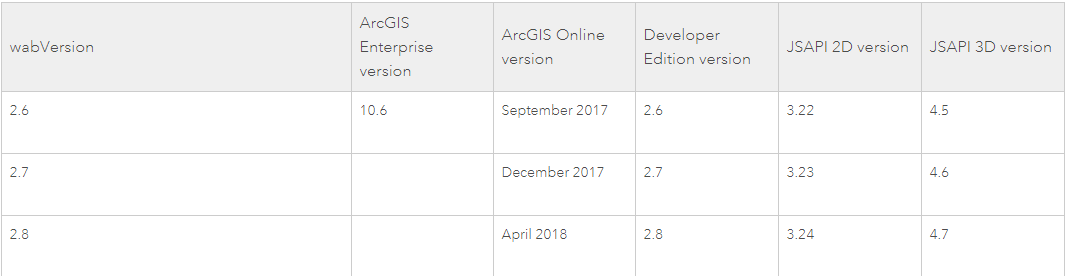 wabVersion
ArcGIS
Enterprise
version
ArcGIS Online
version
Developer
Edition version
JSAPI 2D version
JSAPI 3D version
2.6
10.6
September 2017
2.6
3.22
4.5
2.7
December 2017
2.7
3.23
4.6
2.8
April 2018
2.8
3.24
4.7